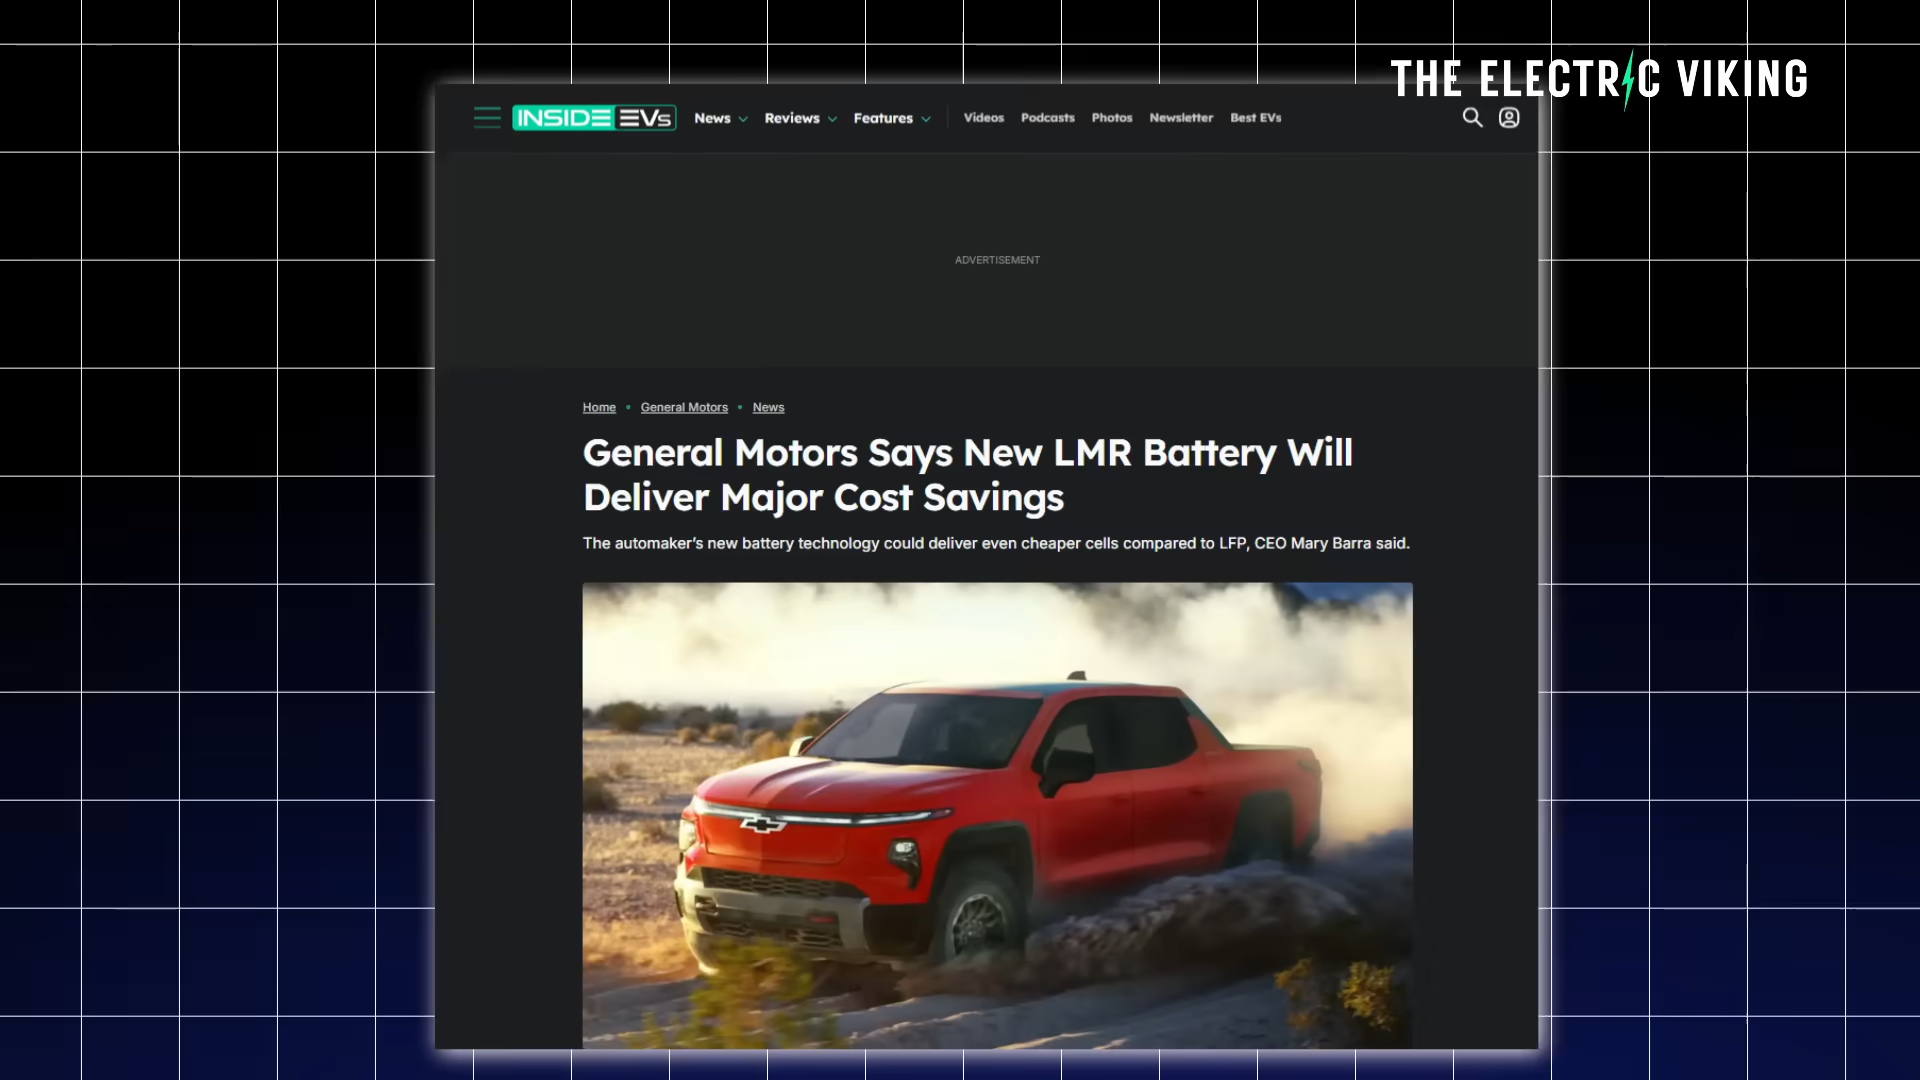 THE ELECTRIC VIKING
INSIDE EVs News Reviews Features Videos Podcasts Photos Newsletter Best EVs
ADVERTISEMENT
Home • General Motors • News
General Motors Says New LMR Battery Will
Deliver Major Cost Savings
The automaker's new battery technology could deliver even cheaper cells compared to LFP, CEO Mary Barra said.